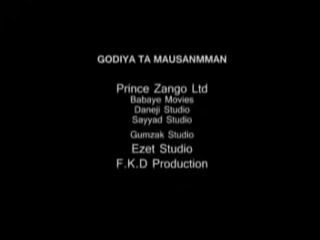 GODIYA TA MAUSANMMAN
Prince Zango Ltd
Babaye Movies
Daneji Studio
Sayyad Studio
Gumzak Studio
Ezet Studio
F.K.D Production